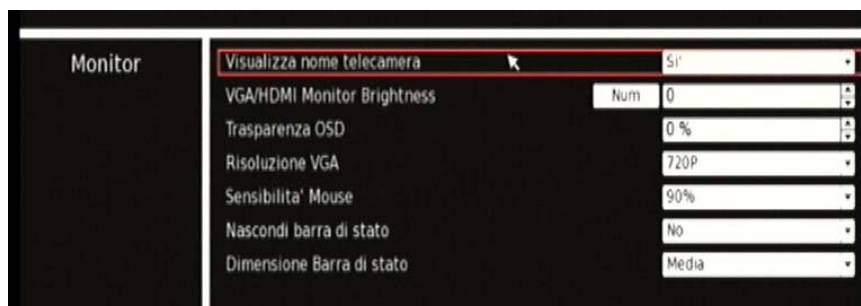 Monitor
Visualizza nome telecamera Si'
VGA/HDMI Monitor Brightness Num 0
Trasparenza OSD 0 %
Risoluzione VGA 720P
Sensibilita' Mouse 90%
Nascondi barra di stato No
Dimensione Barra di stato Media